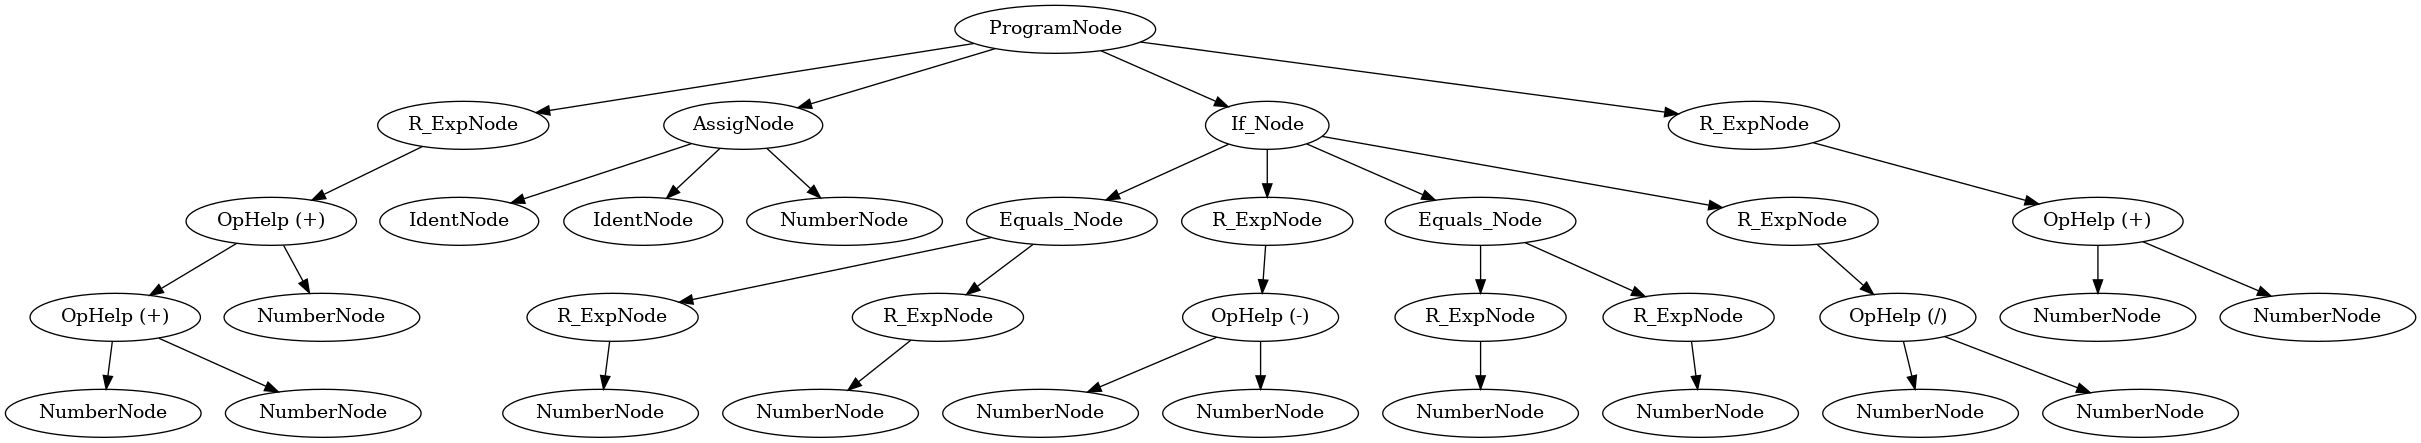 ProgramNode
R_ExpNode
AssigNode
If_Node
R_ExpNode
OpHelp (+)
IdentNode
IdentNode
NumberNode
Equals_Node
R_ExpNode
Equals_Node
R_ExpNode
OpHelp (+)
OpHelp (+)
NumberNode
R_ExpNode
R_ExpNode
OpHelp (-)
R_ExpNode
R_ExpNode
OpHelp (/)
NumberNode
NumberNode
NumberNode
NumberNode
NumberNode
NumberNode
NumberNode
NumberNode
NumberNode
NumberNode
NumberNode
NumberNode